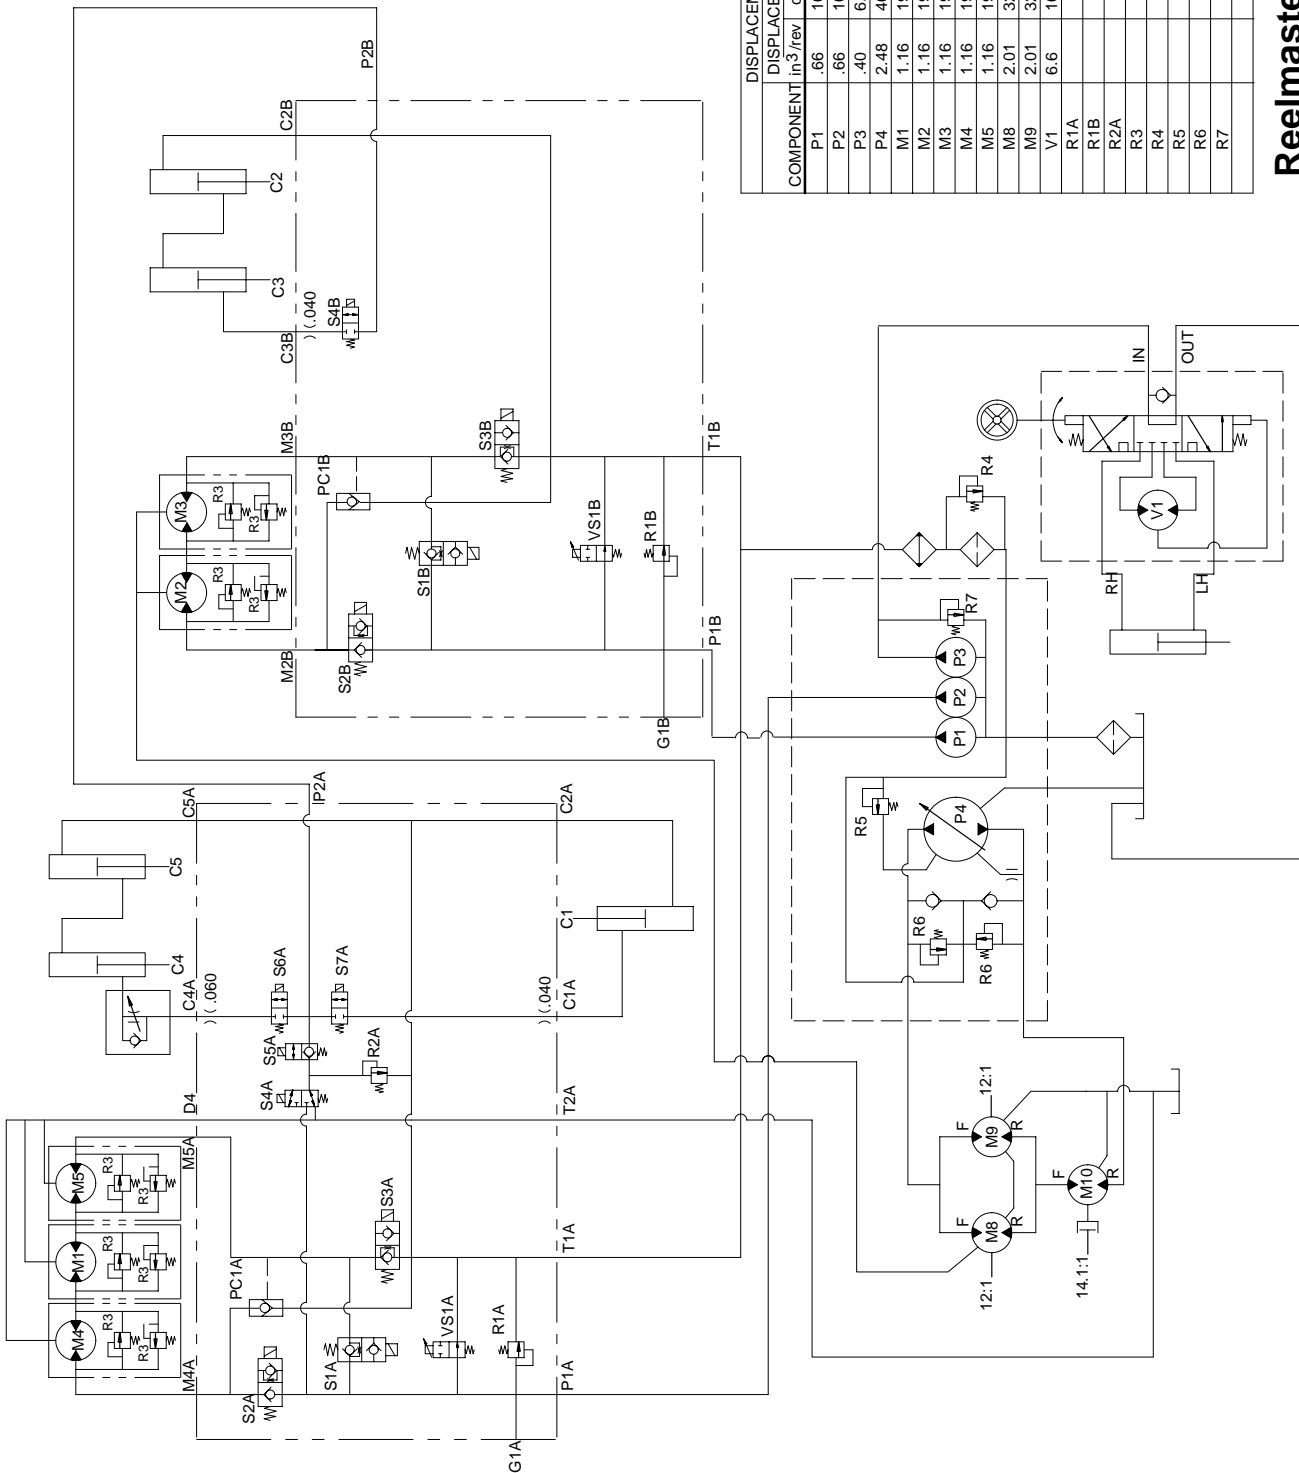 P2B
C2B
C2
C3
) ( .040
S4B
C3B
M3B
S3B
PC1B
T1B
R3
R3
M3
R3
R3
M2
S1B
VS1B
R1B
S2B
M2B
P1B
G1B
C5A
P2A
C2A
C5
C4
C4A
) ( .060
S6A
S7A
) ( .040
C1A
C1
S5A
S4A
R2A
D4
T2A
M5A
R3
R3
M5
R3
R3
M1
R3
R3
M4
S3A
PC1A
T1A
S1A
VS1A
R1A
S2A
M4A
P1A
G1A
IN
OUT
R4
V1
RH
LH
R7
P3
P2
P1
R5
P4
R6
R6
12:1
F
M9
R
F
M8
R
12:1
F
M10
R
14.1:1
COMPONENT in3/rev
P1 .66
P2 .66
P3 .40
P4 2.48
M1 1.16
M2 1.16
M3 1.16
M4 1.16
M5 1.16
M8 2.01
M9 2.01
V1 6.6
R1A
R1B
R2A
R3
R4
R5
R6
R7